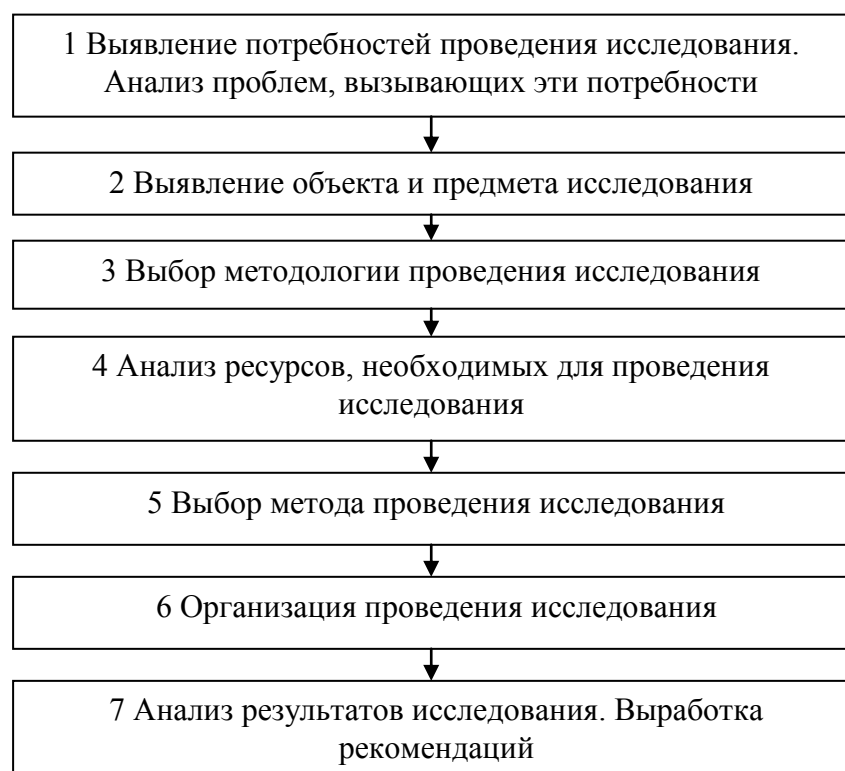 1 Выявление потребностей проведения исследования.
Анализ проблем, вызывающих эти потребности
2 Выявление объекта и предмета исследования
3 Выбор методологии проведения исследования
4 Анализ ресурсов, необходимых для проведения
исследования
5 Выбор метода проведения исследования
6 Организация проведения исследования
7 Анализ результатов исследования. Выработка
рекомендаций